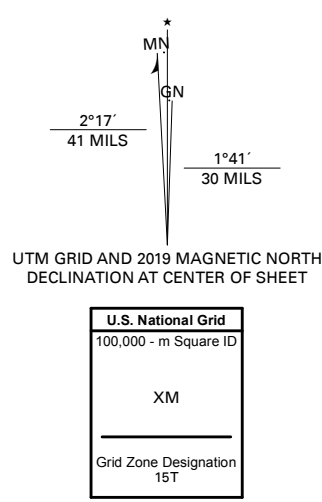 ★
MN
GN
2°17´
41 MILS
1°41´
30 MILS
UTM GRID AND 2019 MAGNETIC NORTH
DECLINATION AT CENTER OF SHEET
U.S. National Grid
100,000 - m Square ID
XM
Grid Zone Designation
15T